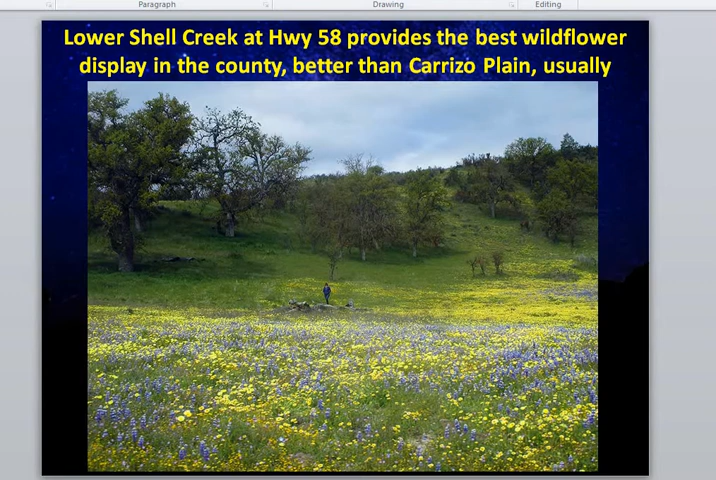 Paragraph Drawing Editing
Lower Shell Creek at Hwy 58 provides the best wildflower
display in the county, better than Carrizo Plain, usually